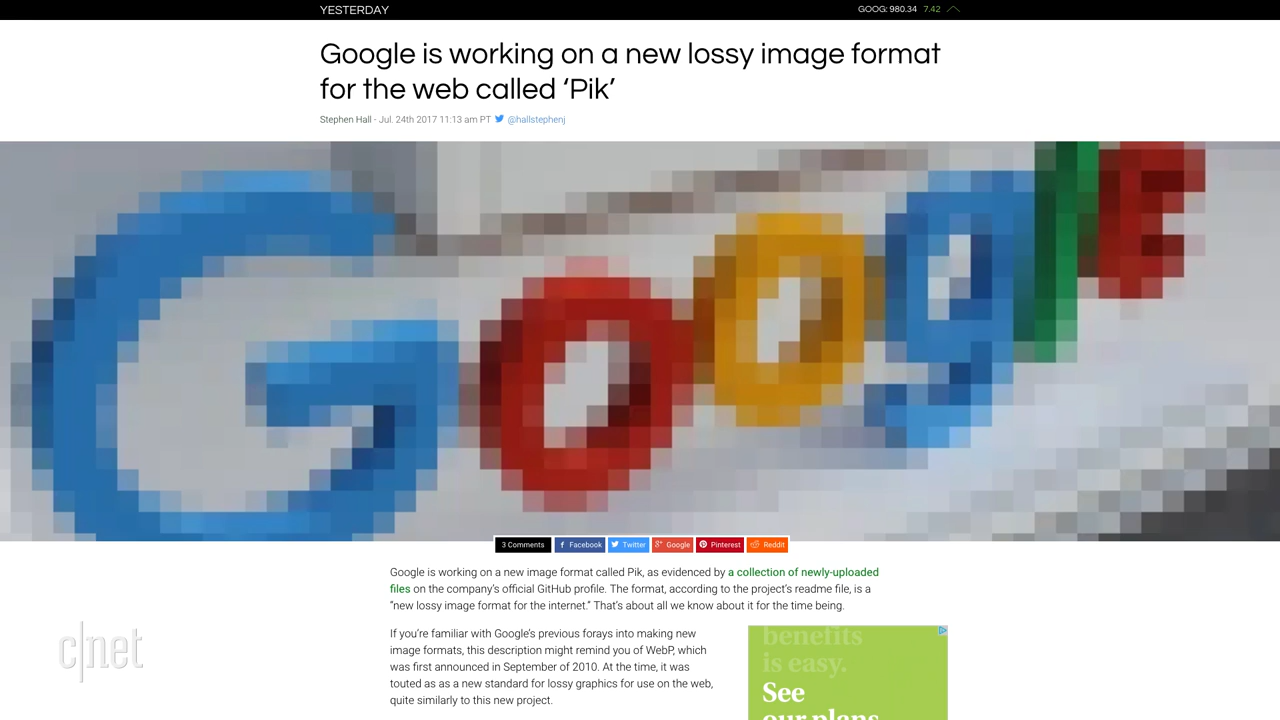 YESTERDAY
GOOG: 980.34 7.42
Google is working on a new lossy image format
for the web called ‘Pik’
Stephen Hall - Jul. 24th 2017 11:13 am PT @hallstephenj
GooglE
3 Comments Facebook Twitter Google Pinterest Reddit
Google is working on a new image format called Pik, as evidenced by a collection of newly-uploaded
files on the company’s official GitHub profile. The format, according to the project’s readme file, is a
“new lossy image format for the internet.” That’s about all we know about it for the time being.
If you’re familiar with Google’s previous forays into making new
image formats, this description might remind you of WebP, which
was first announced in September of 2010. At the time, it was
touted as as a new standard for lossy graphics for use on the web,
quite similarly to this new project.
benefits
is easy.
See
our plans
c|net